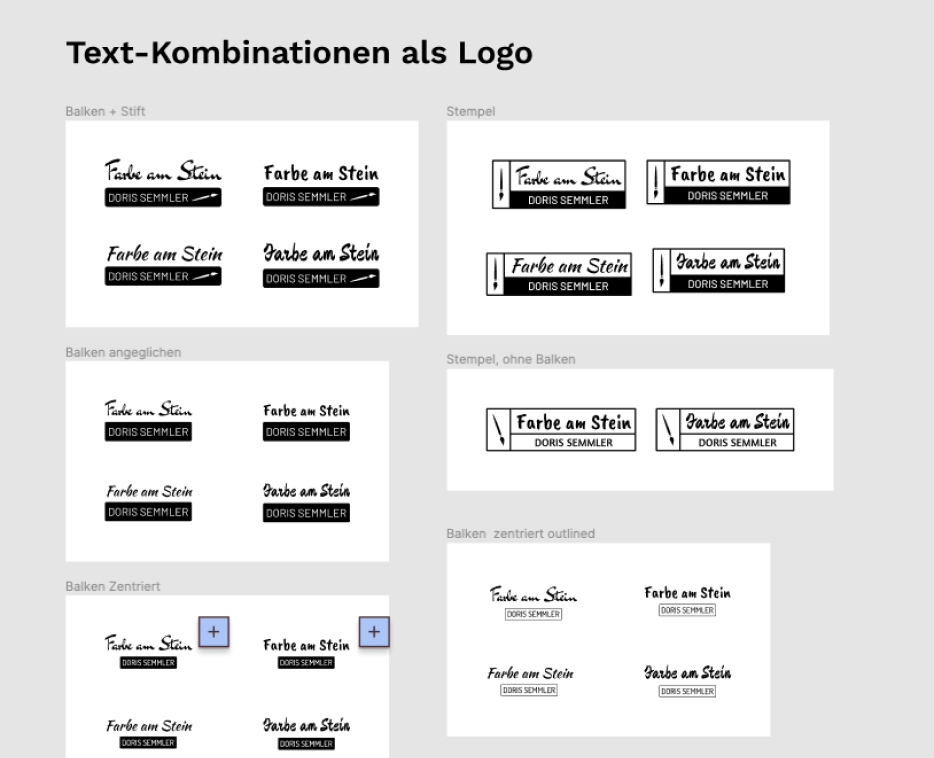 Text-Kombinationen als Logo
Balken + Stift
Farbe am Stein
DORIS SEMMLER
Farbe am Stein
DORIS SEMMLER
Farbe am Stein
DORIS SEMMLER
Farbe am Stein
DORIS SEMMLER
Balken angeglichen
Farbe am Stein
DORIS SEMMLER
Farbe am Stein
DORIS SEMMLER
Farbe am Stein
DORIS SEMMLER
Farbe am Stein
DORIS SEMMLER
Balken Zentriert
Farbe am Stein
DORIS SEMMLER
+
Farbe am Stein
DORIS SEMMLER
+
Farbe am Stein
DORIS SEMMLER
Farbe am Stein
DORIS SEMMLER
Stempel
Farbe am Stein
DORIS SEMMLER
Farbe am Stein
DORIS SEMMLER
Farbe am Stein
DORIS SEMMLER
Farbe am Stein
DORIS SEMMLER
Stempel, ohne Balken
Farbe am Stein
DORIS SEMMLER
Farbe am Stein
DORIS SEMMLER
Balken zentriert outlined
Farbe am Stein
DORIS SEMMLER
Farbe am Stein
DORIS SEMMLER
Farbe am Stein
DORIS SEMMLER
Farbe am Stein
DORIS SEMMLER